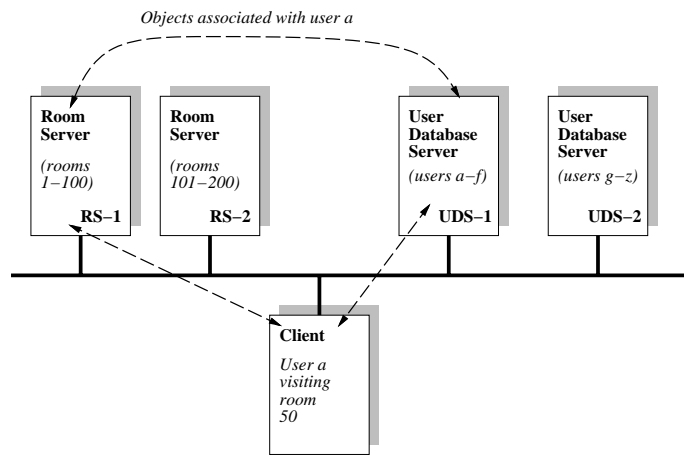 Objects associated with user a
Room
Server
(rooms
1−100)
RS−1
Room
Server
(rooms
101−200)
RS−2
User
Database
Server
(users a−f)
UDS−1
User
Database
Server
(users g−z)
UDS−2
Client
User a
visiting
room
50